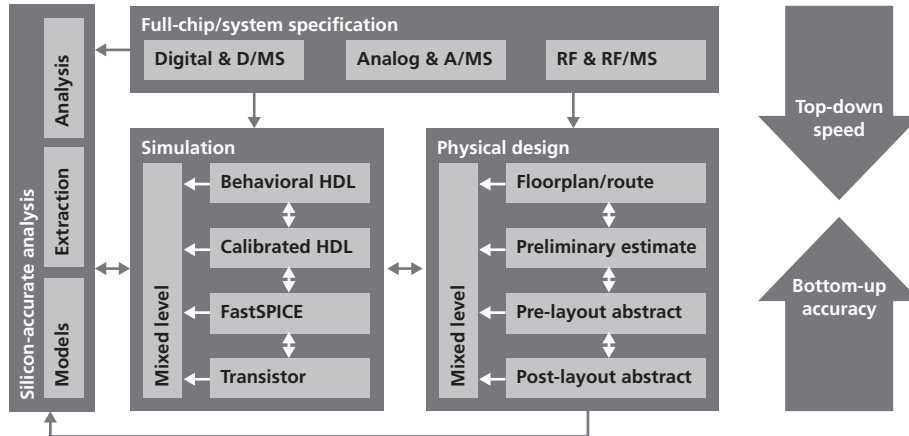 Full-chip/system specification
Digital & D/MS
Analog & A/MS
RF & RF/MS
Silicon-accurate analysis
Analysis
Extraction
Models
Simulation
Mixed level
Behavioral HDL
Calibrated HDL
FastSPICE
Transistor
Physical design
Mixed level
Floorplan/route
Preliminary estimate
Pre-layout abstract
Post-layout abstract
Top-down
speed
Bottom-up
accuracy